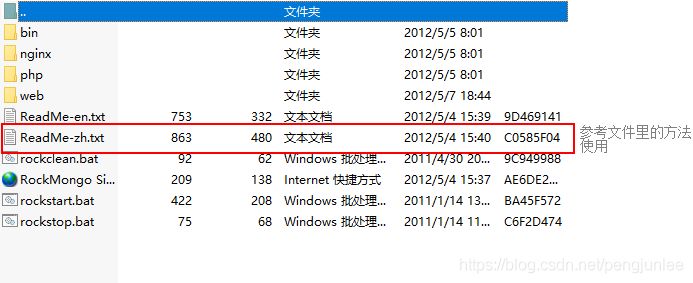 .. 文件夹
bin 文件夹 2012/5/5 8:01
nginx 文件夹 2012/5/5 8:01
php 文件夹 2012/5/5 8:01
web 文件夹 2012/5/7 18:44
ReadMe-en.txt 753 332 文本文档 2012/5/4 15:39 9D469141
ReadMe-zh.txt 863 480 文本文档 2012/5/4 15:40 C0585F04
参考文件里的方法
使用
rockclean.bat 92 62 Windows 批处理... 2011/4/30 20... 9C949988
RockMongo Si... 209 138 Internet 快捷方式 2012/5/4 15:37 AE6DE2...
rockstart.bat 422 208 Windows 批处理... 2011/1/14 13... BA45F572
rockstop.bat 75 68 Windows 批处理... 2011/1/14 11... C6F2D474
https://blog.csdn.net/pengjunlee